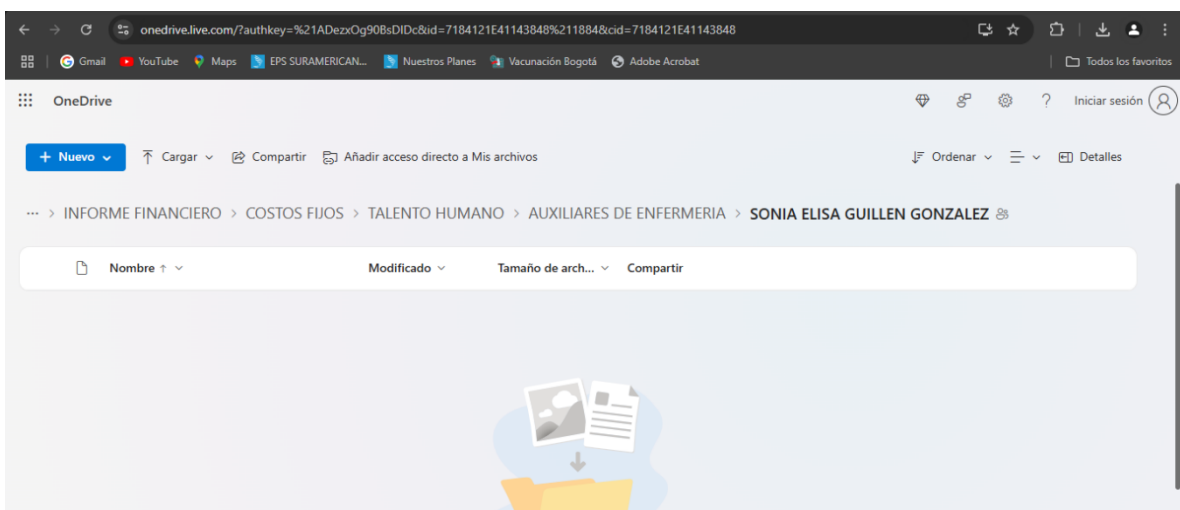 onedrive.live.com/?authkey=%21ADezxOg90BsDIDc&id=7184121E41143848%211884&cid=7184121E41143848
Gmail YouTube Maps EPS SURAMERICAN... Nuestros Planes Vacunación Bogotá Adobe Acrobat Todos los favoritos
OneDrive ? Iniciar sesión
+ Nuevo Cargar Compartir Añadir acceso directo a Mis archivos Ordenar Detalles
... > INFORME FINANCIERO > COSTOS FIJOS > TALENTO HUMANO > AUXILIARES DE ENFERMERIA > SONIA ELISA GUILLEN GONZALEZ
Nombre ↑ Modificado Tamaño de arch... Compartir